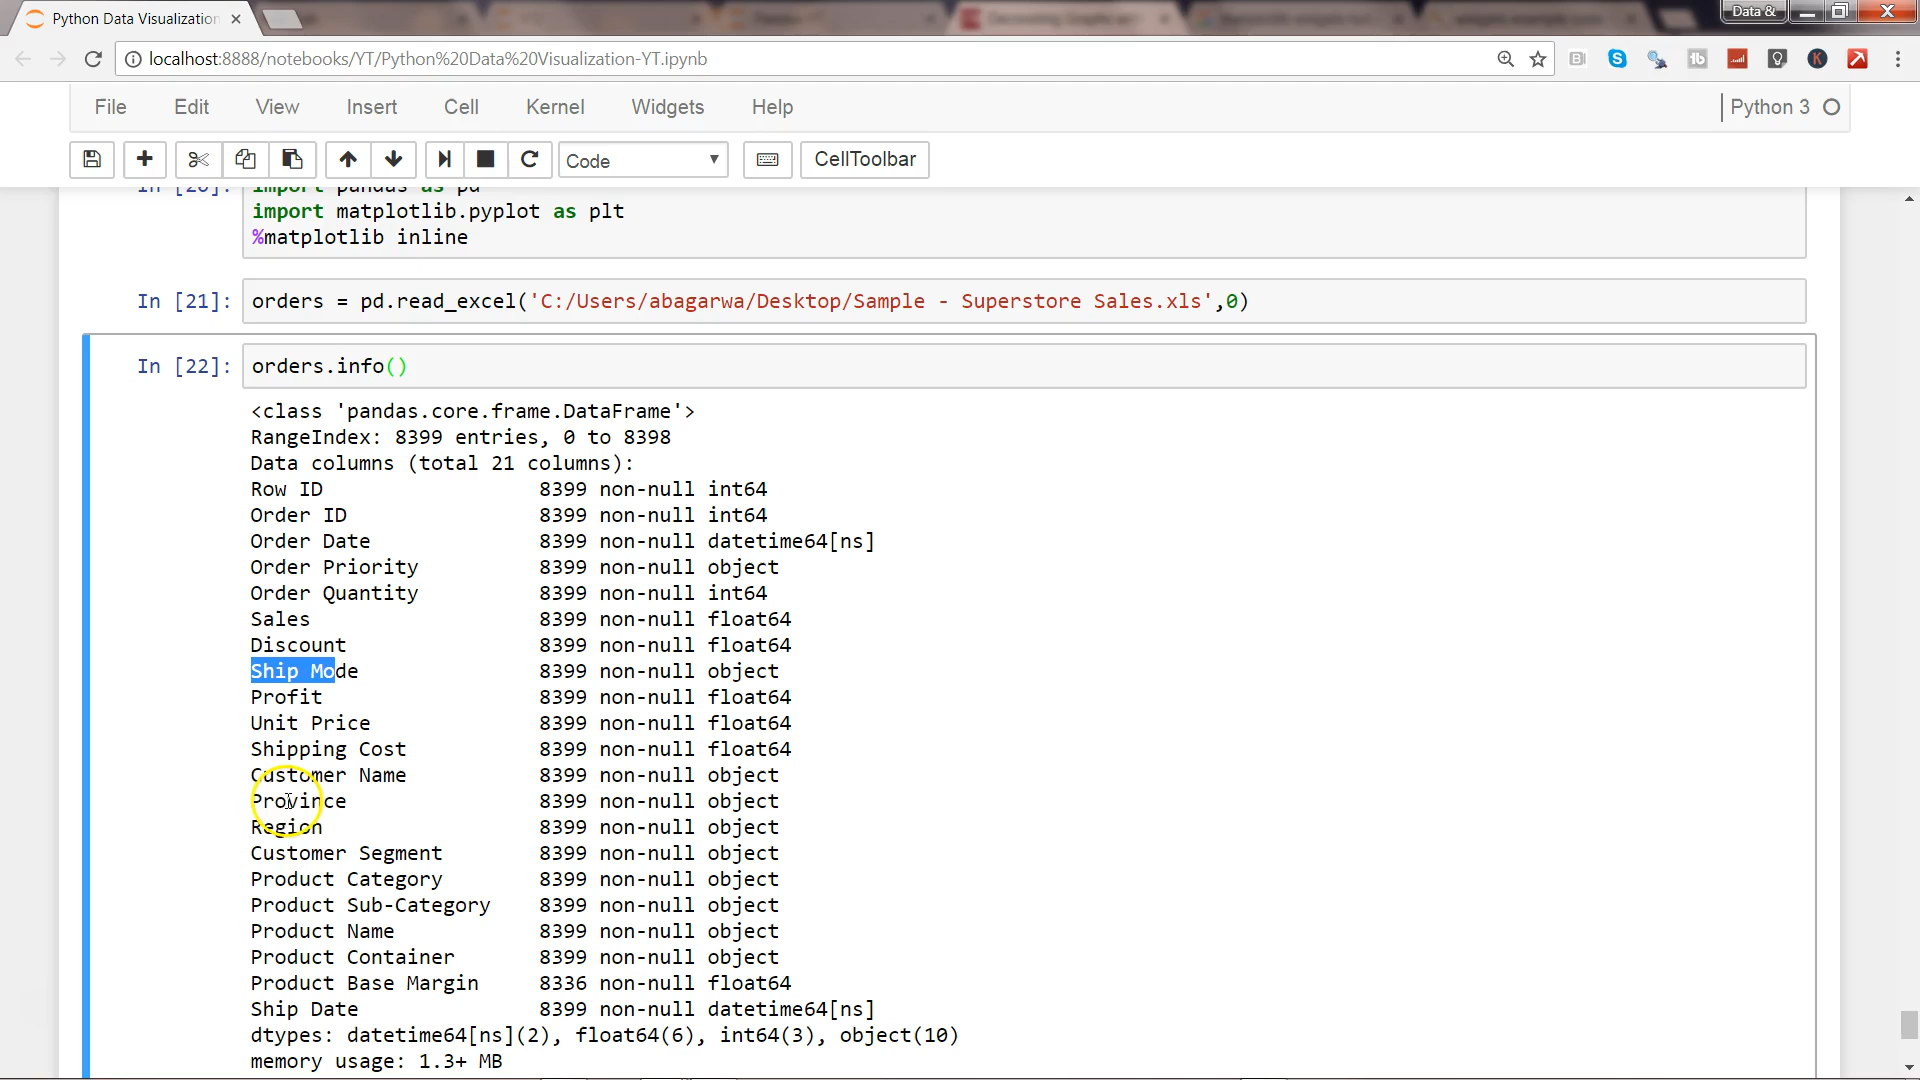 Python Data Visualization
Data &
localhost:8888/notebooks/YT/Python%20Data%20Visualization-YT.ipynb
File Edit View Insert Cell Kernel Widgets Help Python 3
Code CellToolbar
In [20]: import pandas as pd
import matplotlib.pyplot as plt
%matplotlib inline
In [21]: orders = pd.read_excel('C:/Users/abagarwa/Desktop/Sample - Superstore Sales.xls',0)
In [22]: orders.info()
<class 'pandas.core.frame.DataFrame'>
RangeIndex: 8399 entries, 0 to 8398
Data columns (total 21 columns):
Row ID 8399 non-null int64
Order ID 8399 non-null int64
Order Date 8399 non-null datetime64[ns]
Order Priority 8399 non-null object
Order Quantity 8399 non-null int64
Sales 8399 non-null float64
Discount 8399 non-null float64
Ship Mode 8399 non-null object
Profit 8399 non-null float64
Unit Price 8399 non-null float64
Shipping Cost 8399 non-null float64
Customer Name 8399 non-null object
Province 8399 non-null object
Region 8399 non-null object
Customer Segment 8399 non-null object
Product Category 8399 non-null object
Product Sub-Category 8399 non-null object
Product Name 8399 non-null object
Product Container 8399 non-null object
Product Base Margin 8336 non-null float64
Ship Date 8399 non-null datetime64[ns]
dtypes: datetime64[ns](2), float64(6), int64(3), object(10)
memory usage: 1.3+ MB